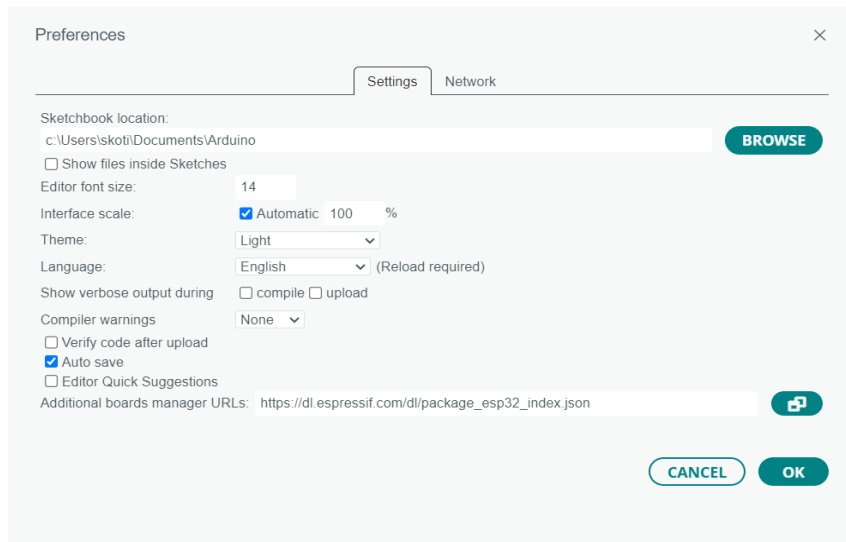 Preferences
Settings Network
Sketchbook location:
c:\Users\skoti\Documents\Arduino
BROWSE
Show files inside Sketches
Editor font size: 14
Interface scale: Automatic 100 %
Theme: Light
Language: English (Reload required)
Show verbose output during compile upload
Compiler warnings None
Verify code after upload
Auto save
Editor Quick Suggestions
Additional boards manager URLs: https://dl.espressif.com/dl/package_esp32_index.json
CANCEL OK